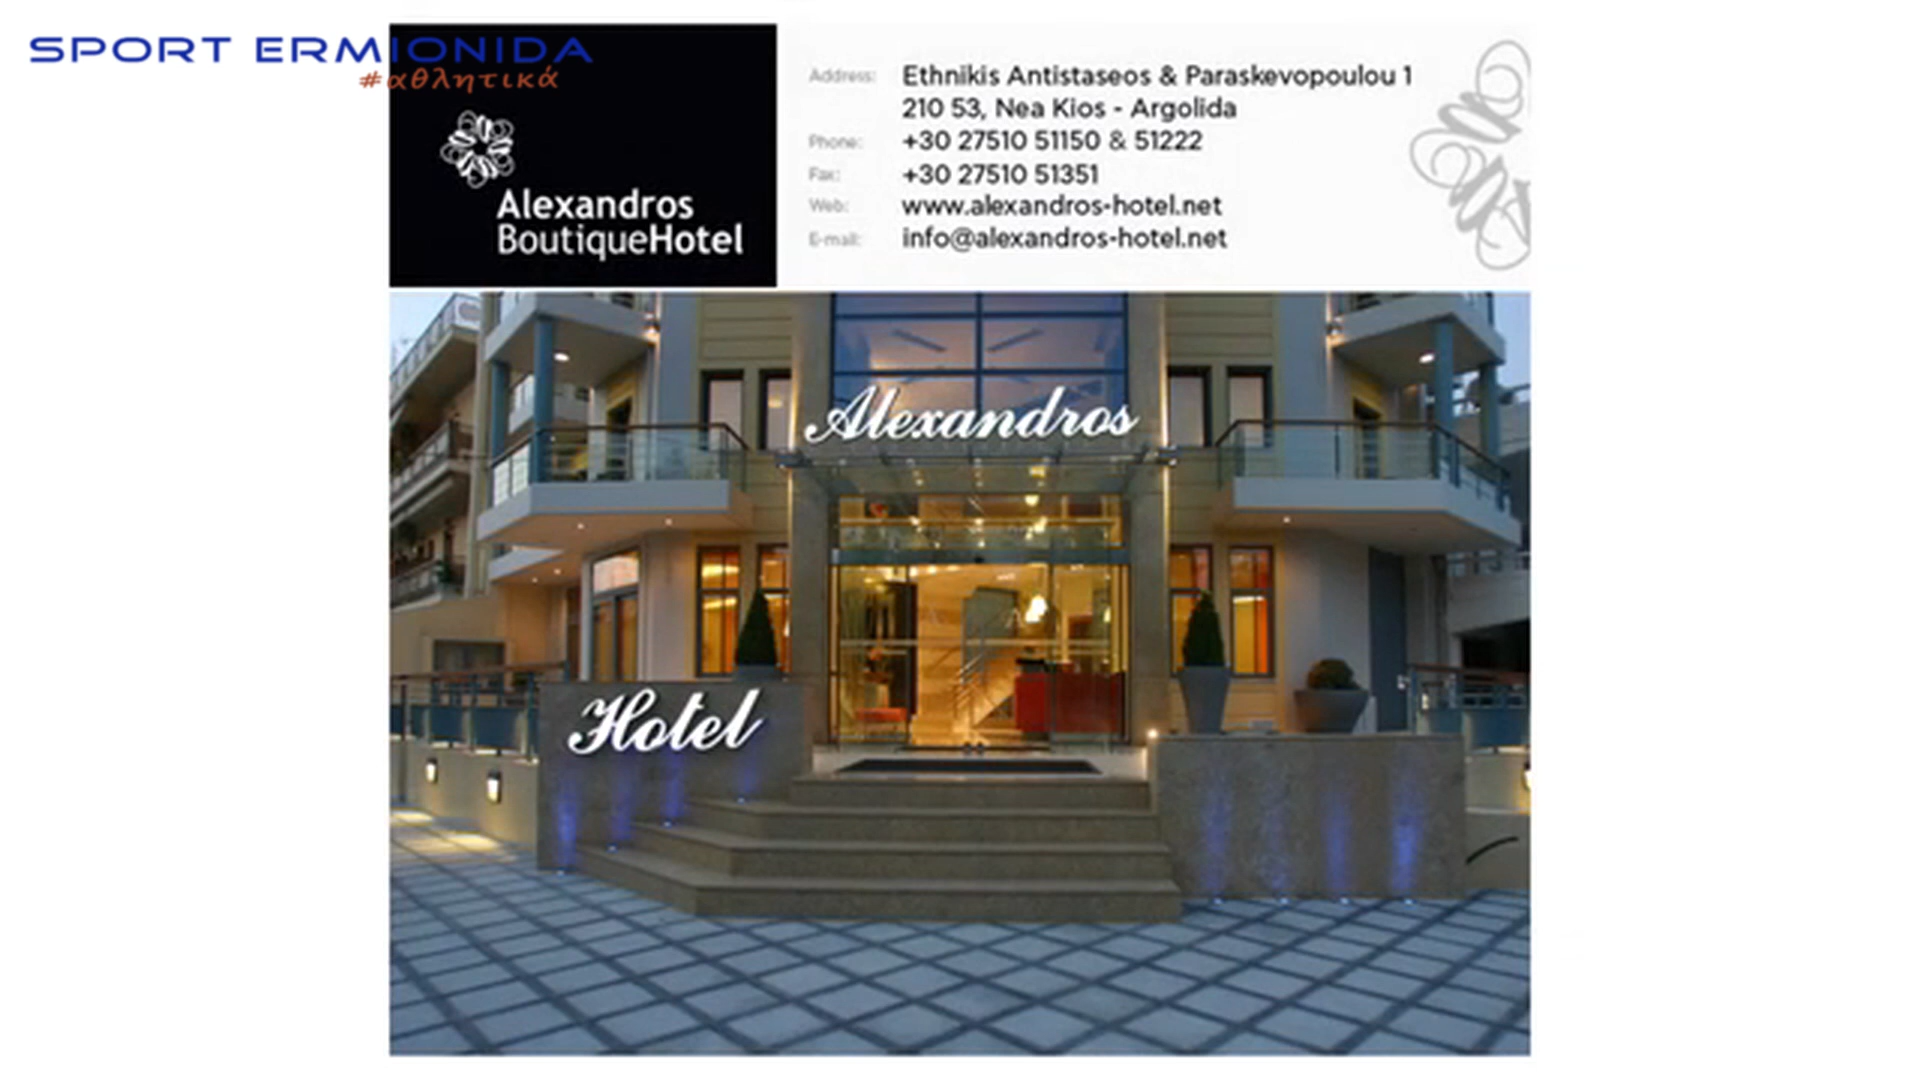 SPORT ERMIONIDA
#αθλητικά
Alexandros
BoutiqueHotel
Address: Ethnikis Antistaseos & Paraskevopoulou 1
210 53, Nea Kios - Argolida
Phone: +30 27510 51150 & 51222
Fax: +30 27510 51351
Web: www.alexandros-hotel.net
E-mail: info@alexandros-hotel.net
Alexandros
Hotel